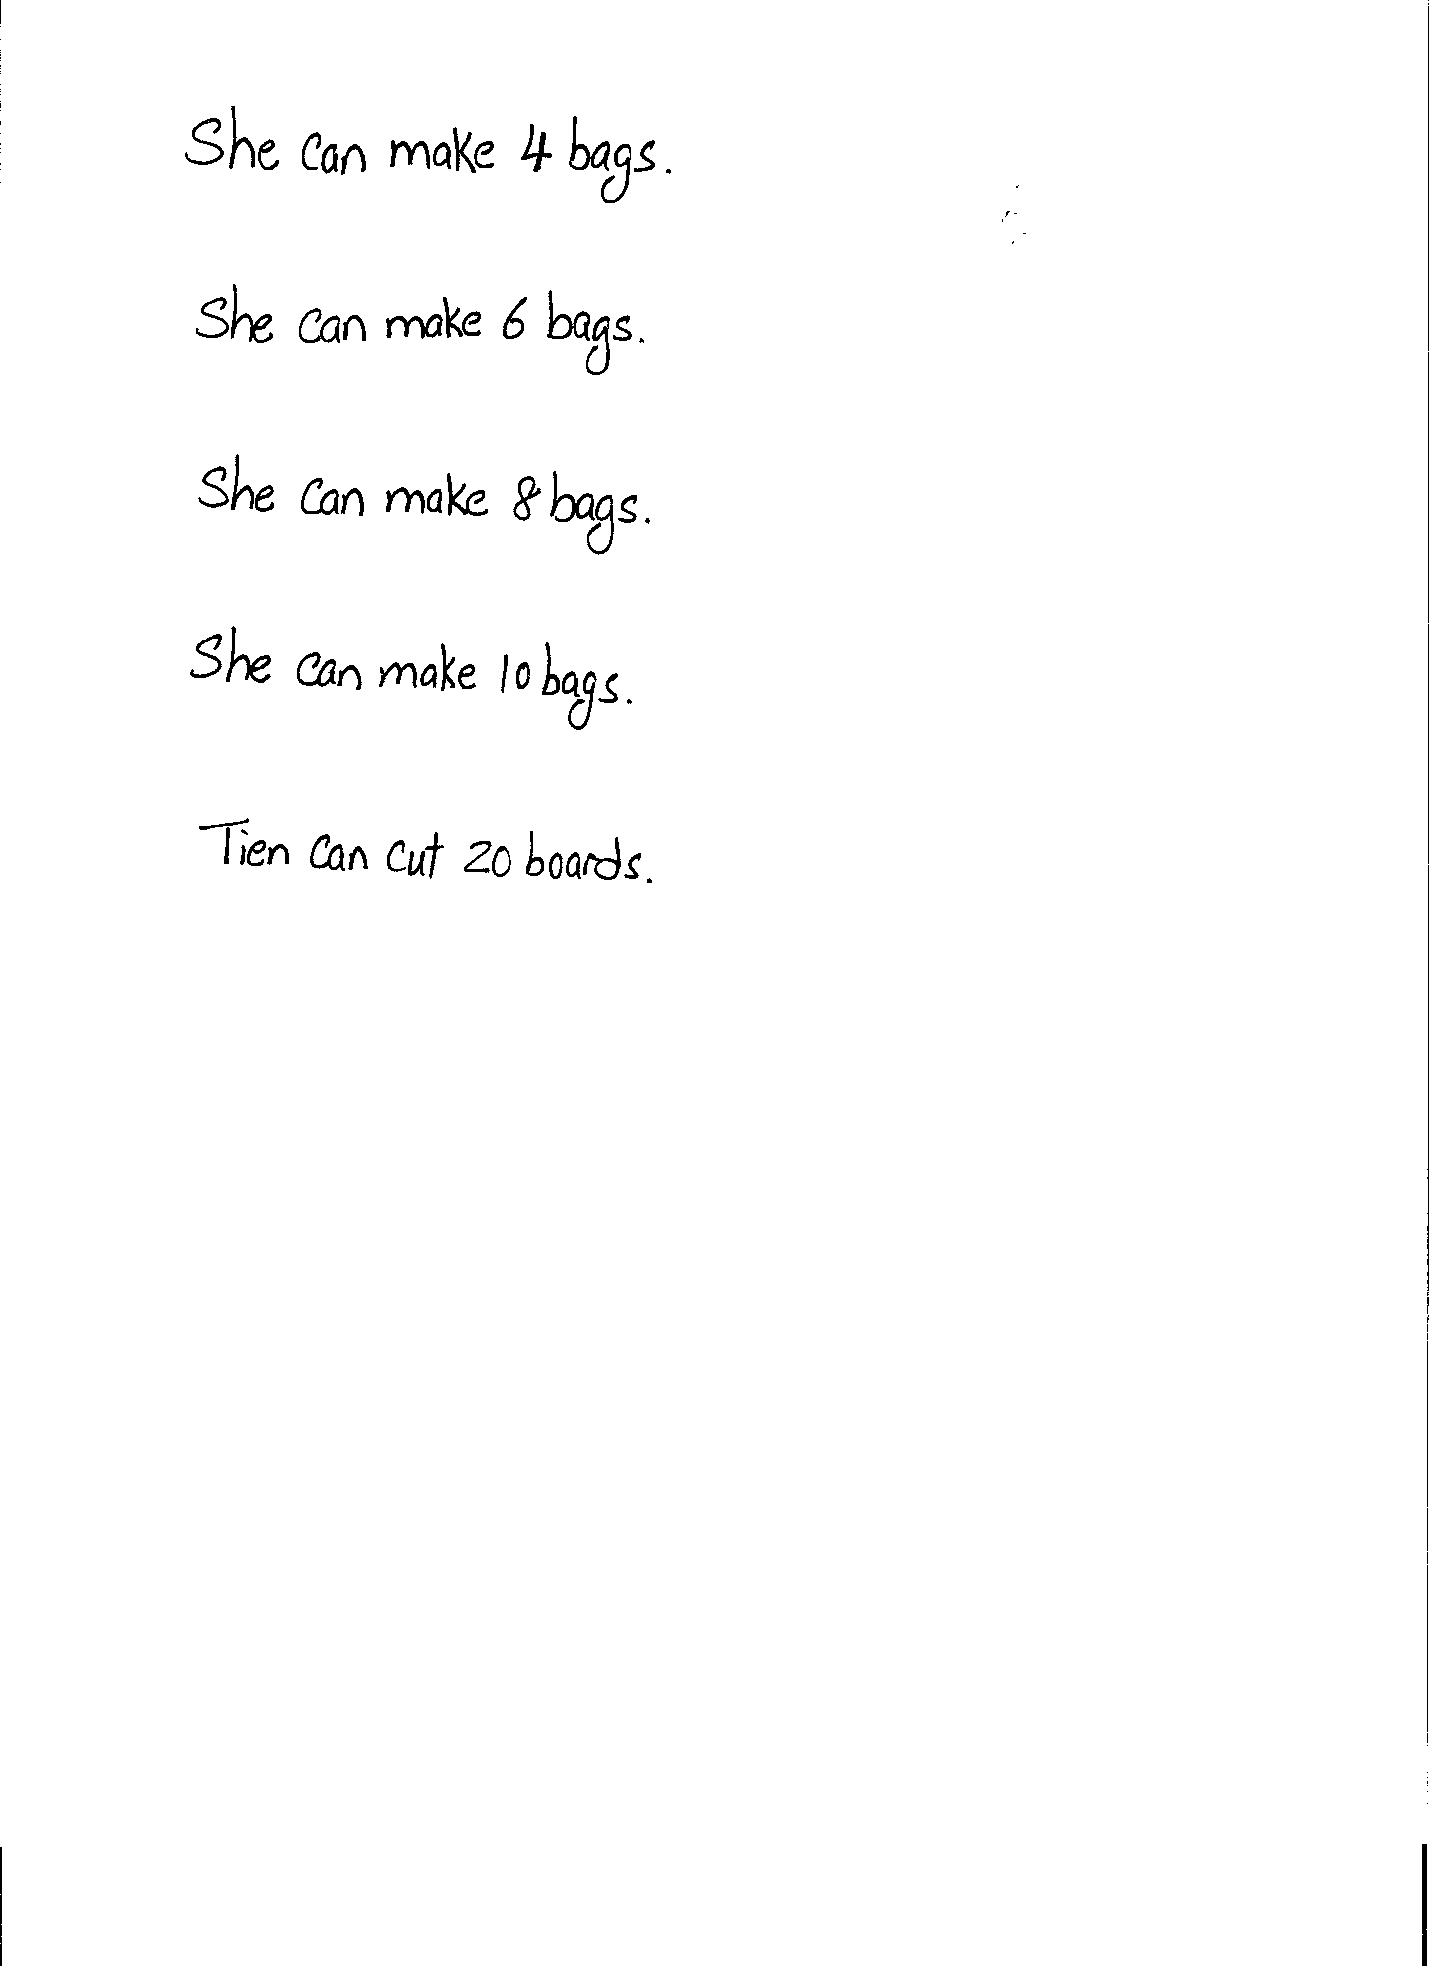 She can make 4 bags.
She can make 6 bags.
She can make 8 bags.
She can make 10 bags.
Tien can cut 20 boards.